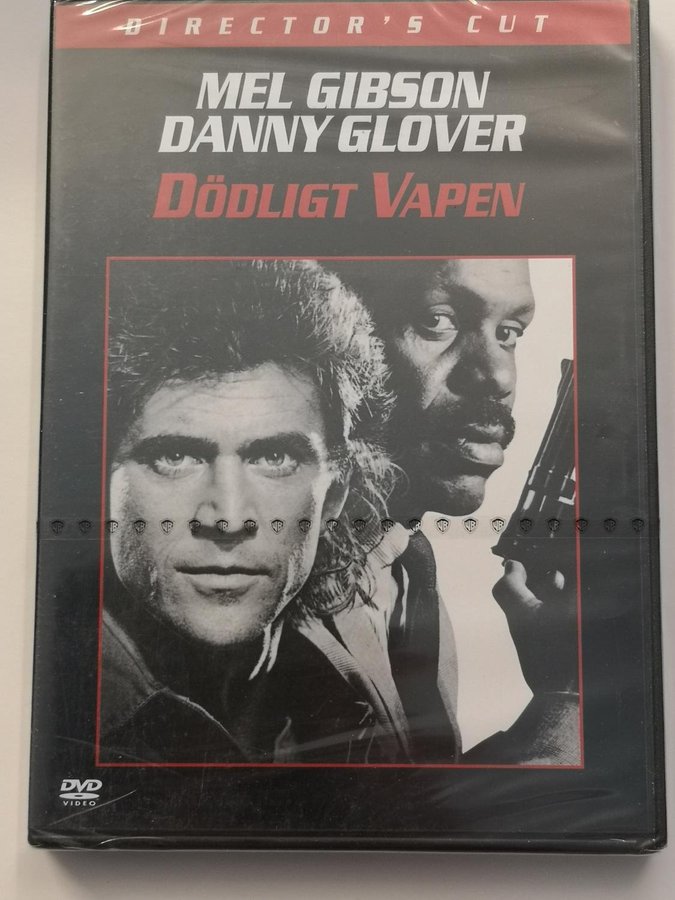 DIRECTOR'S CUT
MEL GIBSON
DANNY GLOVER
DÖDLIGT VAPEN
DVD
VIDEO